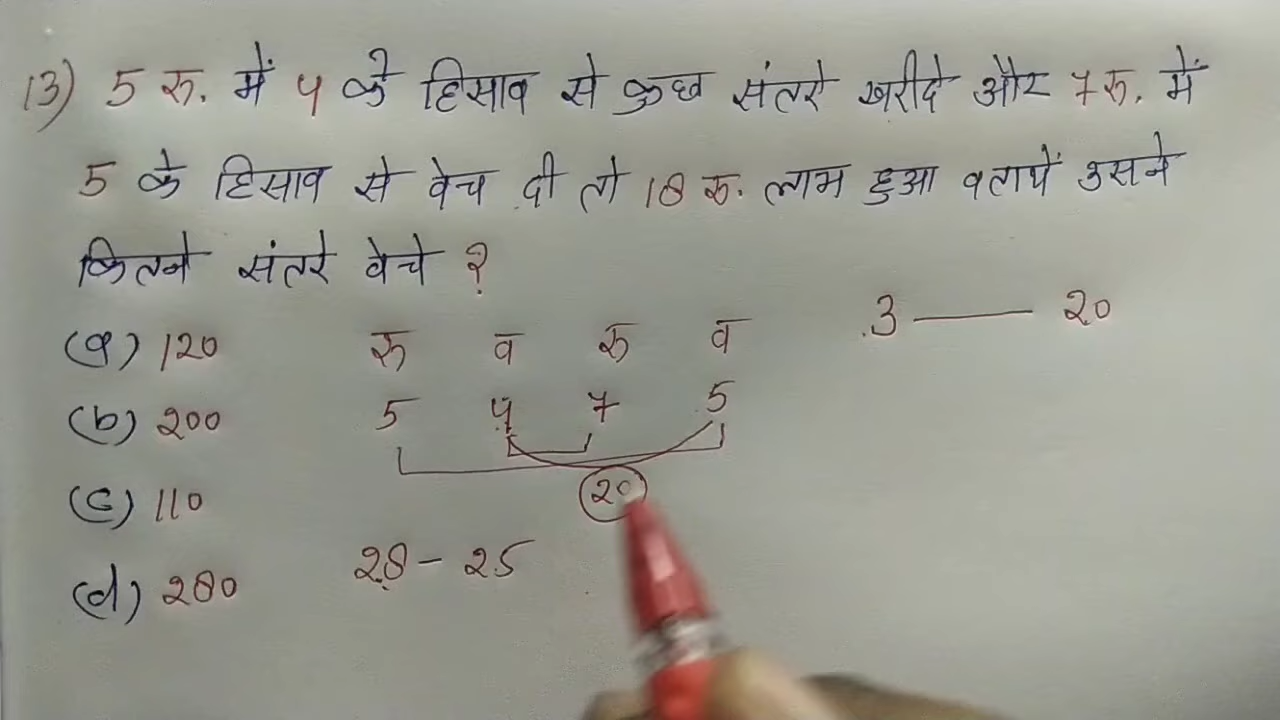 13) 5 रु. में 4 के हिसाब से कुछ संतरे खरीदे और 7 रु. में
5 के हिसाब से बेच दी तो 18 रु. लाभ हुआ बतायें उसने
कितने संतरे बेचे ?
(a) 120
(b) 200
(c) 110
(d) 280
रु व रु व
5 4 7 5
20
28 - 25
3 —— 20